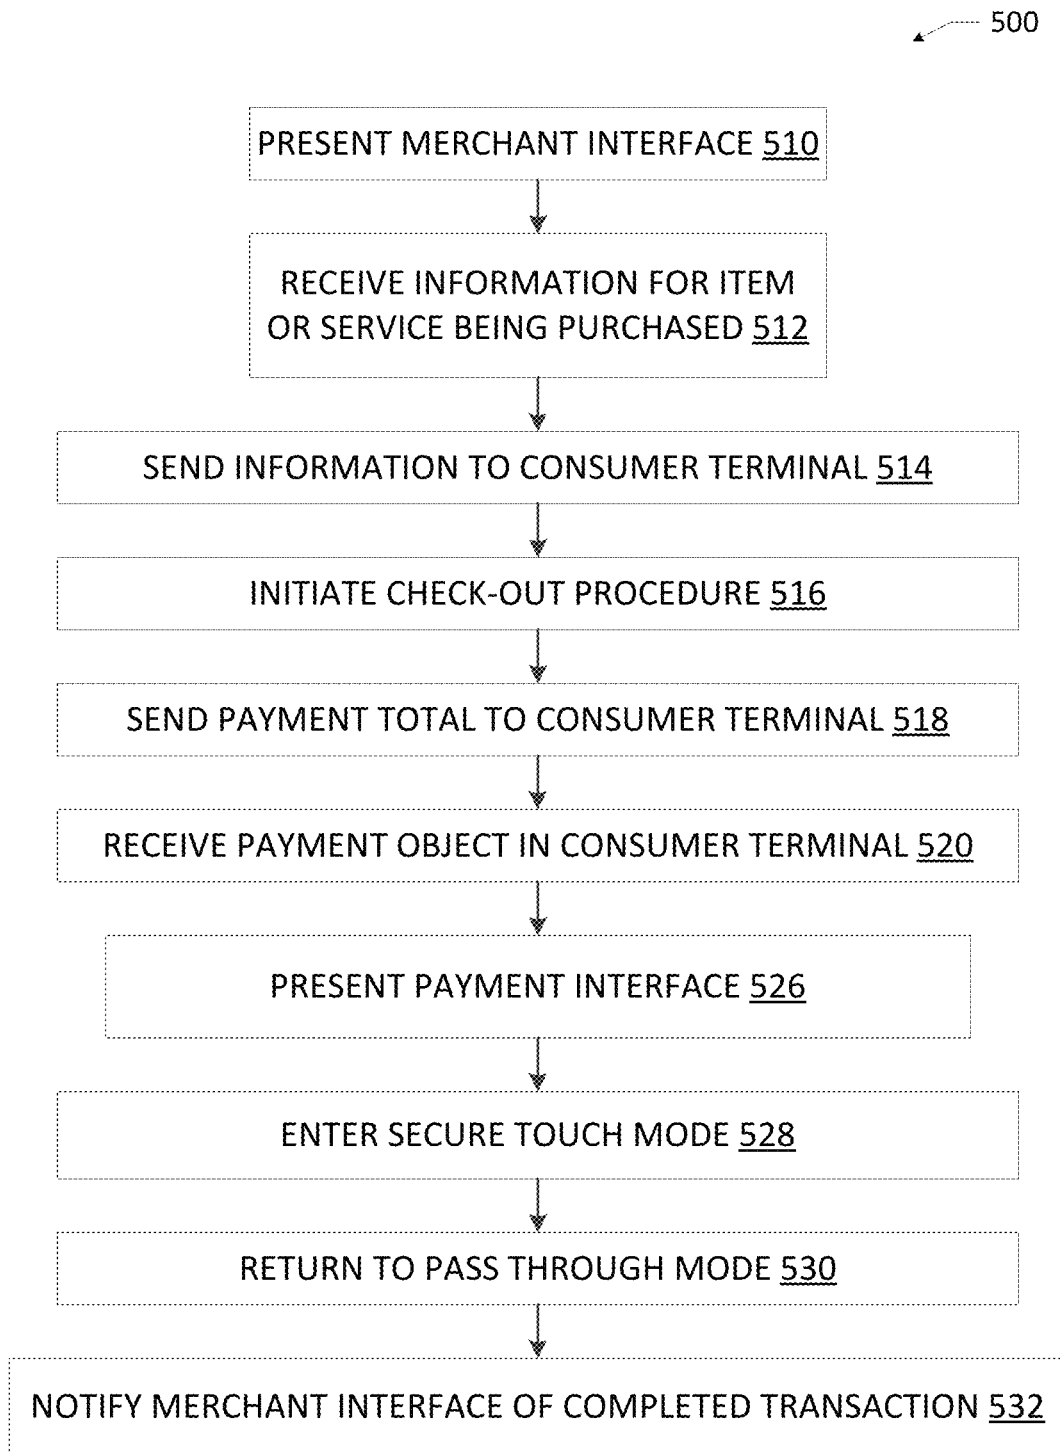 500
PRESENT MERCHANT INTERFACE 510
RECEIVE INFORMATION FOR ITEM
OR SERVICE BEING PURCHASED 512
SEND INFORMATION TO CONSUMER TERMINAL 514
INITIATE CHECK-OUT PROCEDURE 516
SEND PAYMENT TOTAL TO CONSUMER TERMINAL 518
RECEIVE PAYMENT OBJECT IN CONSUMER TERMINAL 520
PRESENT PAYMENT INTERFACE 526
ENTER SECURE TOUCH MODE 528
RETURN TO PASS THROUGH MODE 530
NOTIFY MERCHANT INTERFACE OF COMPLETED TRANSACTION 532